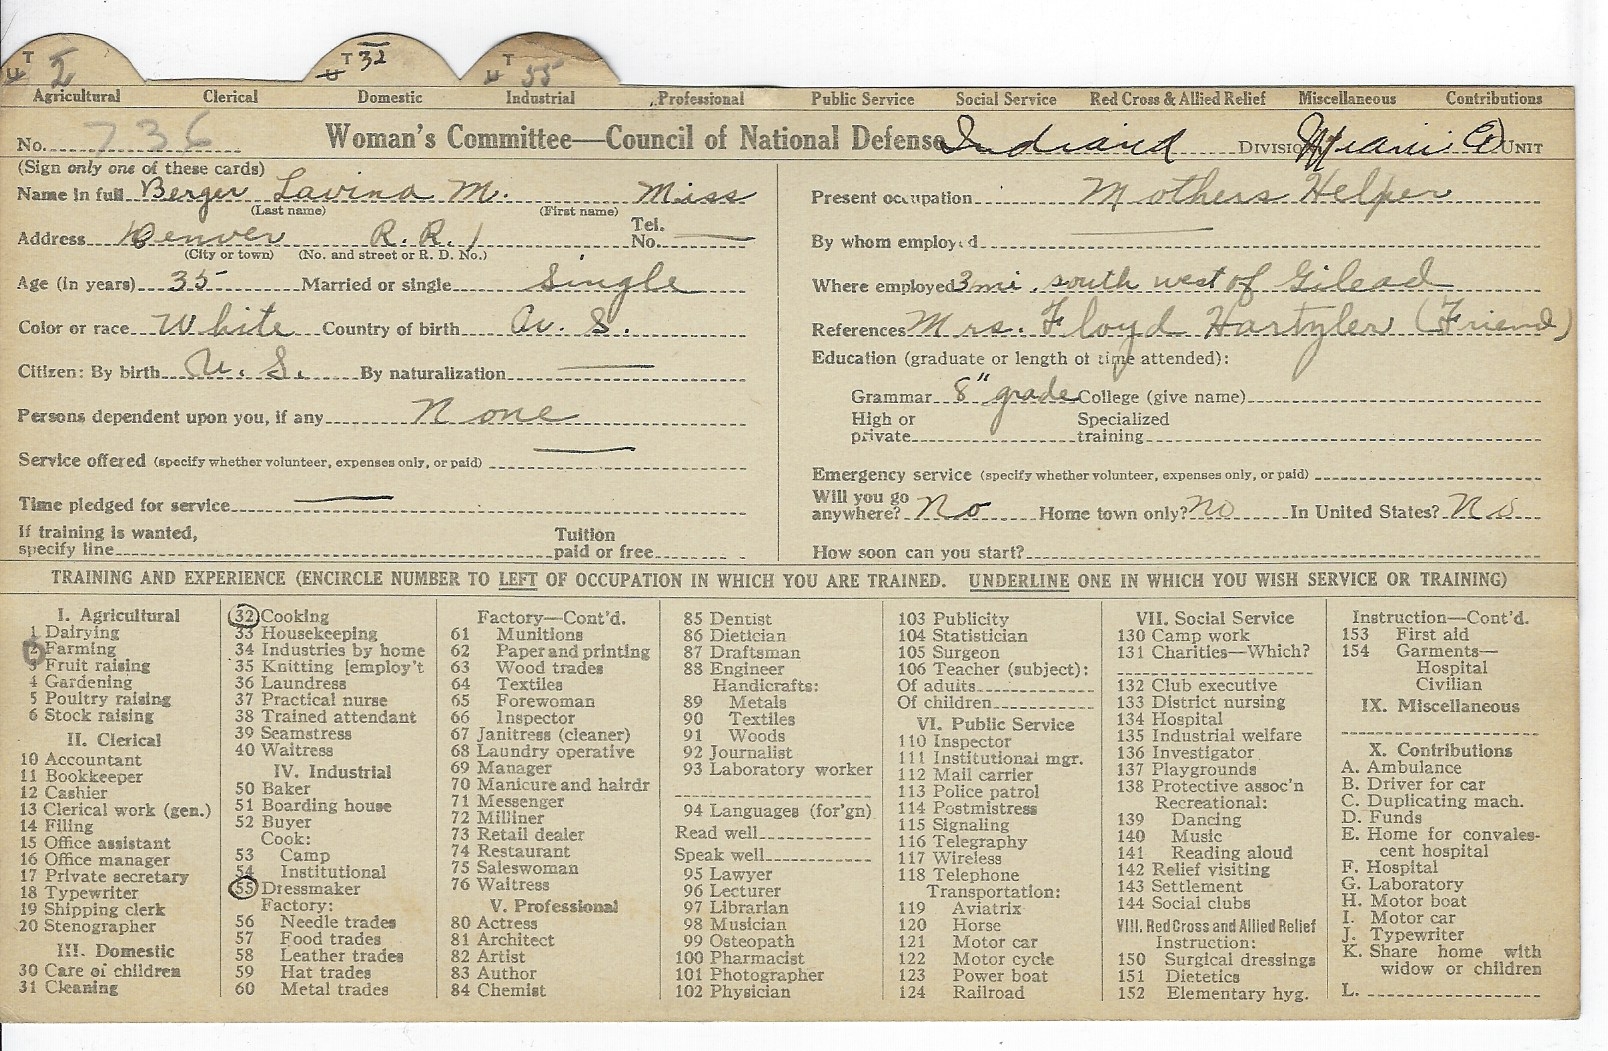 T U 2 T U 32 T U 55
Agricultural Clerical Domestic Industrial Professional Public Service Social Service Red Cross & Allied Relief Miscellaneous Contributions
No. 736 Woman's Committee—Council of National Defense Indiana Division Miami Co Unit
(Sign only one of these cards)
Name in full Berger Lavina M. Miss
(Last name) (First name)
Address Denver R.R. 1 Tel. No.
(City or town) (No. and street or R. D. No.)
Age (in years) 35 Married or single Single
Color or race White Country of birth U. S.
Citizen: By birth U. S. By naturalization
Persons dependent upon you, if any None
Service offered (specify whether volunteer, expenses only, or paid)
Time pledged for service
If training is wanted, specify line Tuition paid or free
Present occupation Mothers Helper
By whom employed
Where employed 3 mi. south west of Gilead
References Mrs. Floyd Hartzler (Friend)
Education (graduate or length of time attended):
Grammar 8" grade College (give name)
High or private Specialized training
Emergency service (specify whether volunteer, expenses only, or paid)
Will you go anywhere? No Home town only? No In United States? No
How soon can you start?
TRAINING AND EXPERIENCE (ENCIRCLE NUMBER TO LEFT OF OCCUPATION IN WHICH YOU ARE TRAINED. UNDERLINE ONE IN WHICH YOU WISH SERVICE OR TRAINING)
I. Agricultural
1 Dairying
2 Farming
3 Fruit raising
4 Gardening
5 Poultry raising
6 Stock raising
II. Clerical
10 Accountant
11 Bookkeeper
12 Cashier
13 Clerical work (gen.)
14 Filing
15 Office assistant
16 Office manager
17 Private secretary
18 Typewriter
19 Shipping clerk
20 Stenographer
III. Domestic
30 Care of children
31 Cleaning
32 Cooking
33 Housekeeping
34 Industries by home
35 Knitting [employ't
36 Laundress
37 Practical nurse
38 Trained attendant
39 Seamstress
40 Waitress
IV. Industrial
50 Baker
51 Boarding house
52 Buyer
Cook:
53 Camp
54 Institutional
55 Dressmaker
Factory:
56 Needle trades
57 Food trades
58 Leather trades
59 Hat trades
60 Metal trades
Factory—Cont'd.
61 Munitions
62 Paper and printing
63 Wood trades
64 Textiles
65 Forewoman
66 Inspector
67 Janitress (cleaner)
68 Laundry operative
69 Manager
70 Manicure and hairdr
71 Messenger
72 Milliner
73 Retail dealer
74 Restaurant
75 Saleswoman
76 Waitress
V. Professional
80 Actress
81 Architect
82 Artist
83 Author
84 Chemist
85 Dentist
86 Dietician
87 Draftsman
88 Engineer
Handicrafts:
89 Metals
90 Textiles
91 Woods
92 Journalist
93 Laboratory worker
94 Languages (for'gn)
Read well
Speak well
95 Lawyer
96 Lecturer
97 Librarian
98 Musician
99 Osteopath
100 Pharmacist
101 Photographer
102 Physician
103 Publicity
104 Statistician
105 Surgeon
106 Teacher (subject):
Of adults
Of children
VI. Public Service
110 Inspector
111 Institutional mgr.
112 Mail carrier
113 Police patrol
114 Postmistress
115 Signaling
116 Telegraphy
117 Wireless
118 Telephone
Transportation:
119 Aviatrix
120 Horse
121 Motor car
122 Motor cycle
123 Power boat
124 Railroad
VII. Social Service
130 Camp work
131 Charities—Which?
132 Club executive
133 District nursing
134 Hospital
135 Industrial welfare
136 Investigator
137 Playgrounds
138 Protective assoc'n
Recreational:
139 Dancing
140 Music
141 Reading aloud
142 Relief visiting
143 Settlement
144 Social clubs
VIII. Red Cross and Allied Relief
Instruction:
150 Surgical dressings
151 Dietetics
152 Elementary hyg.
Instruction—Cont'd.
153 First aid
154 Garments—
Hospital
Civilian
IX. Miscellaneous
X. Contributions
A. Ambulance
B. Driver for car
C. Duplicating mach.
D. Funds
E. Home for convales-
cent hospital
F. Hospital
G. Laboratory
H. Motor boat
I. Motor car
J. Typewriter
K. Share home with
widow or children
L.